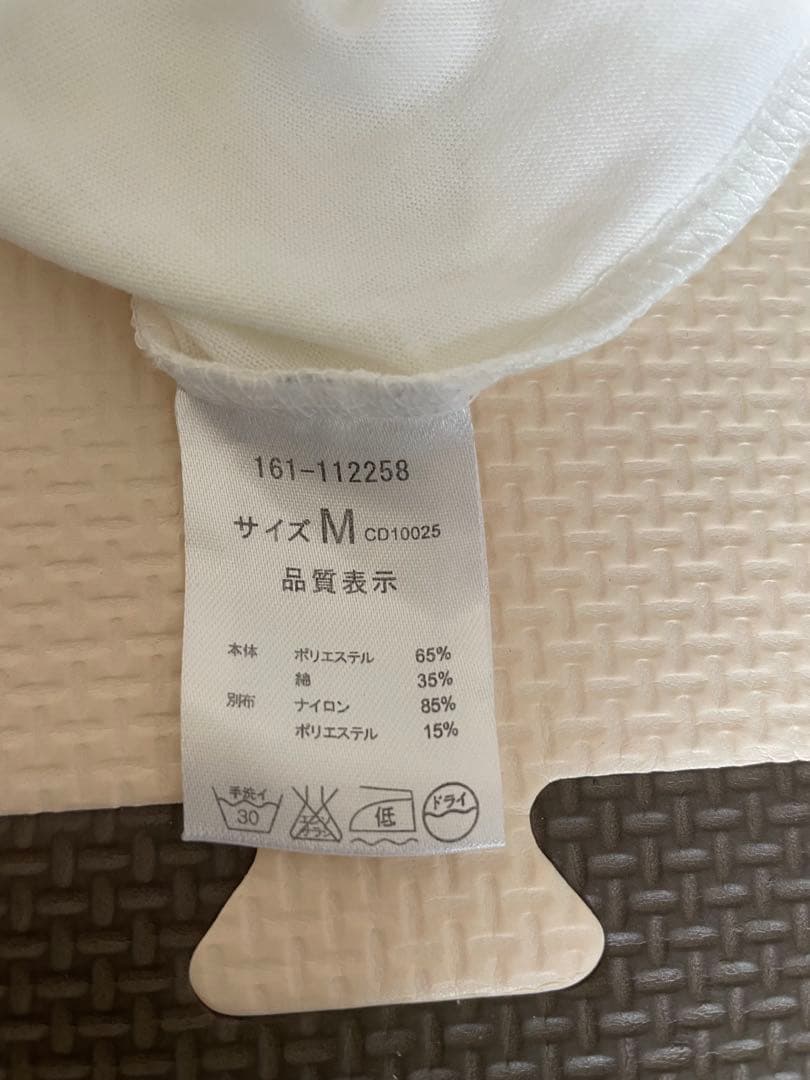 161-112258
サイズ M CD10025
品質表示
本体 ポリエステル 65%
綿 35%
別布 ナイロン 85%
ポリエステル 15%
手洗イ 30
エンソサラシ
低
ドライ